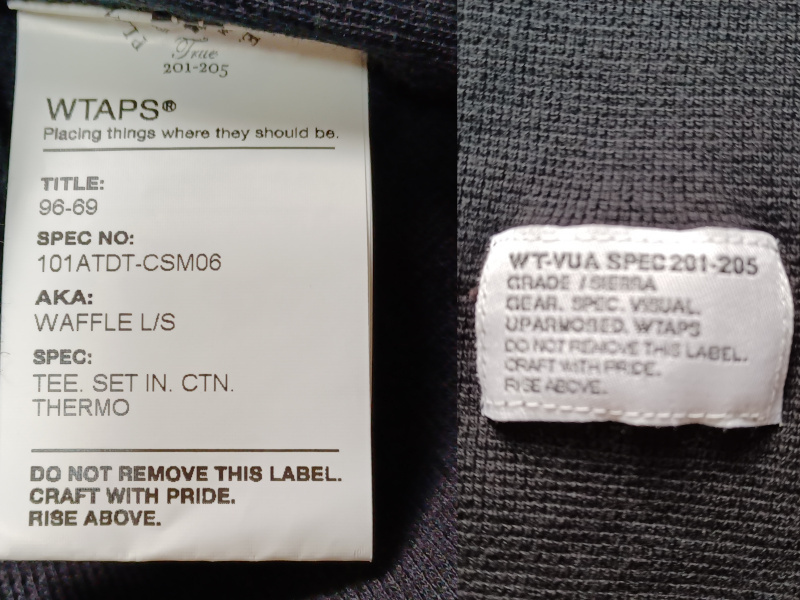 True
201-205
WTAPS®
Placing things where they should be.
TITLE:
96-69
SPEC NO:
101ATDT-CSM06
AKA:
WAFFLE L/S
SPEC:
TEE. SET IN. CTN.
THERMO
DO NOT REMOVE THIS LABEL.
CRAFT WITH PRIDE.
RISE ABOVE.
WT-VUA SPEC 201-205
GRADE / SIERRA
GEAR. SPEC. VISUAL.
UPARMORED. WTAPS
DO NOT REMOVE THIS LABEL.
CRAFT WITH PRIDE.
RISE ABOVE.